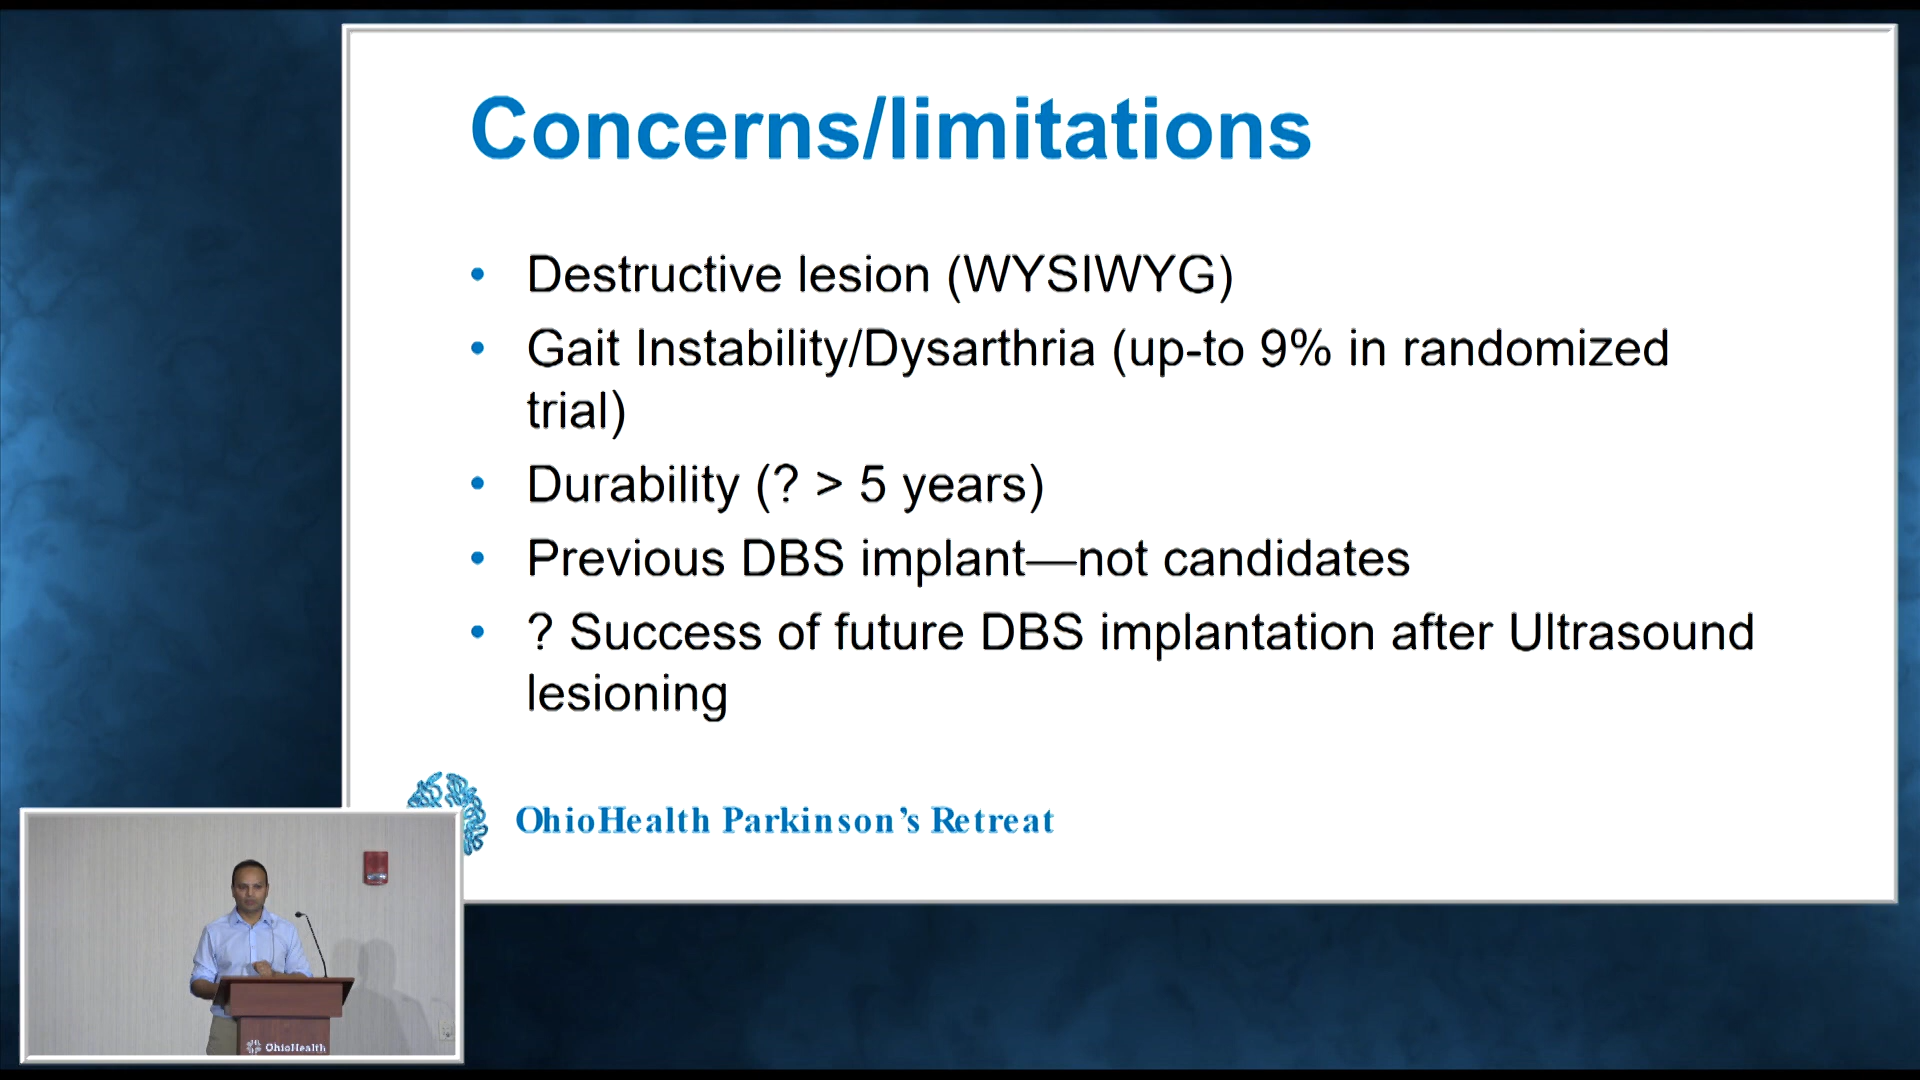 Concerns/limitations
• Destructive lesion (WYSIWYG)
• Gait Instability/Dysarthria (up-to 9% in randomized
trial)
• Durability (? > 5 years)
• Previous DBS implant—not candidates
• ? Success of future DBS implantation after Ultrasound
lesioning
OhioHealth Parkinson’s Retreat
OhioHealth